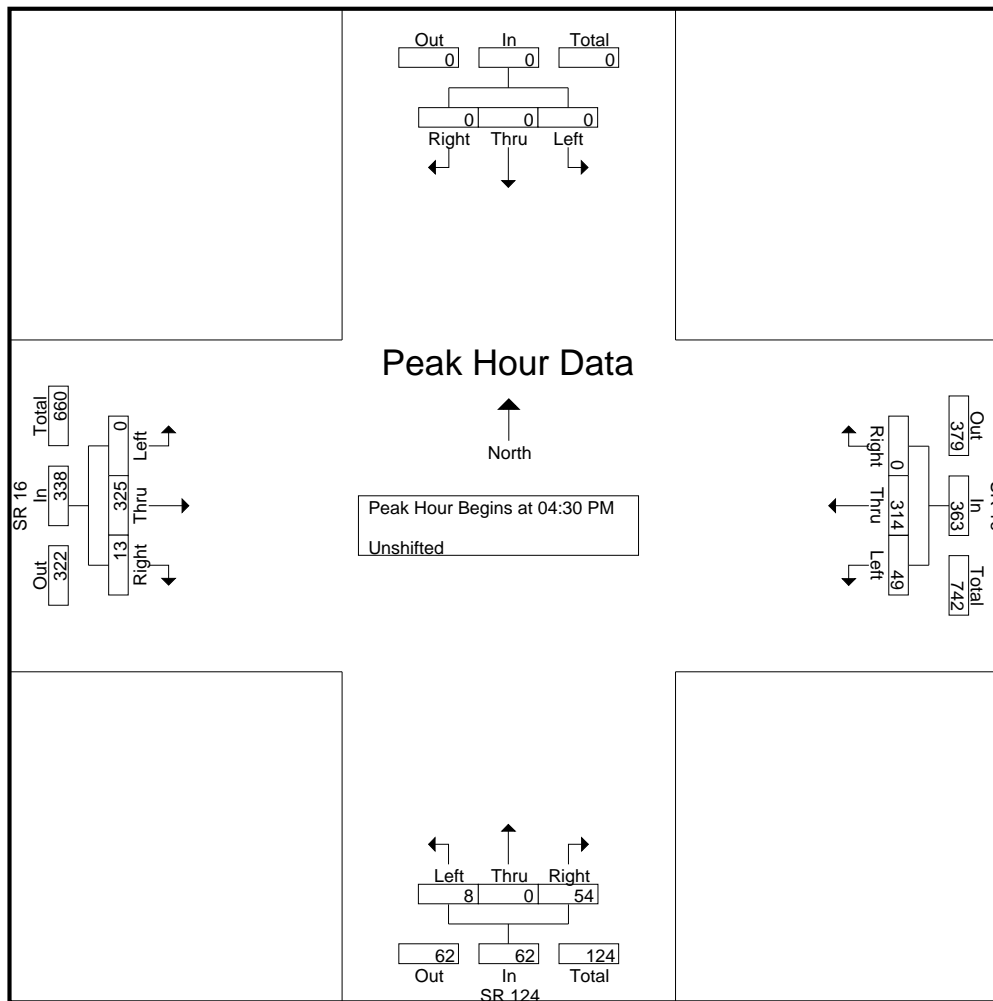 Out In Total
0 0 0
0 0 0
Right Thru Left
Peak Hour Data
North
Peak Hour Begins at 04:30 PM
Unshifted
SR 16
Total In Out
660 338 322
0 325 13
Left Thru Right
Right Thru Left
0 314 49
379 363 742
Out In Total
Left Thru Right
8 0 54
62 62 124
Out In Total
SR 124